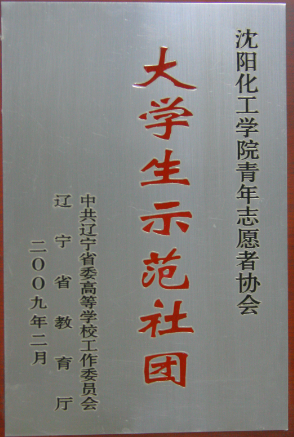 沈阳化工学院青年志愿者协会
大学生示范社团
中共辽宁省委高等学校工作委员会
辽宁省教育厅
二〇〇九年二月